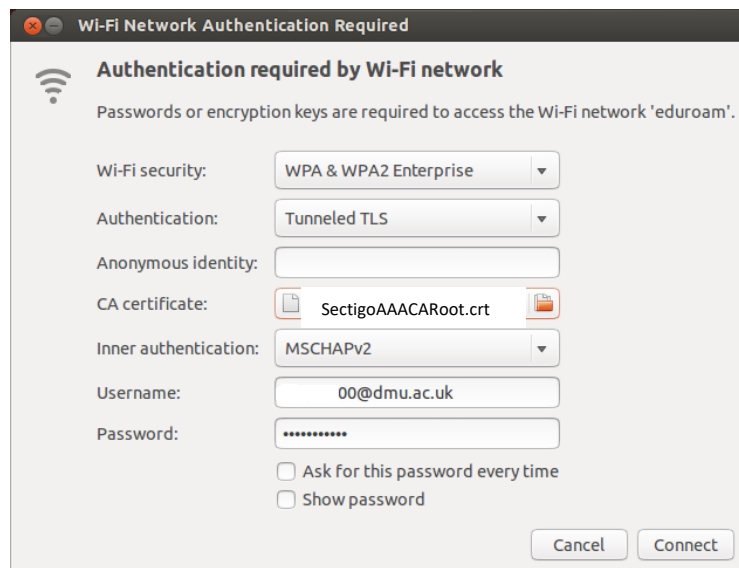 Wi-Fi Network Authentication Required
Authentication required by Wi-Fi network
Passwords or encryption keys are required to access the Wi-Fi network 'eduroam'.
Wi-Fi security: WPA & WPA2 Enterprise
Authentication: Tunneled TLS
Anonymous identity:
CA certificate: SectigoAAACARoot.crt
Inner authentication: MSCHAPv2
Username: 00@dmu.ac.uk
Password: •••••••••••
Ask for this password every time
Show password
Cancel Connect